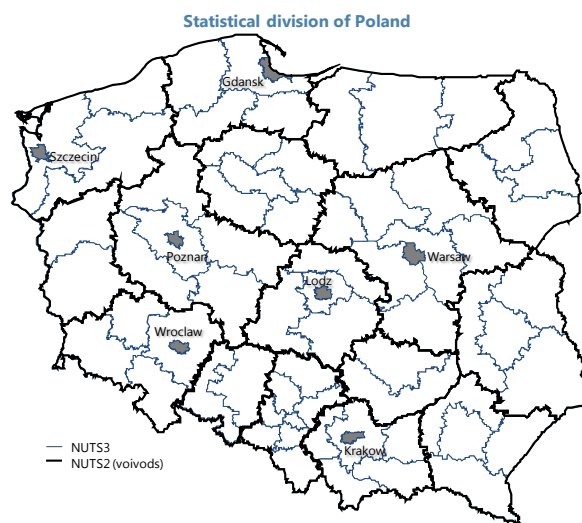 Statistical division of Poland
Gdansk
Szczecin
Poznan
Warsaw
Lodz
Wroclaw
Krakow
NUTS3
NUTS2 (voivods)